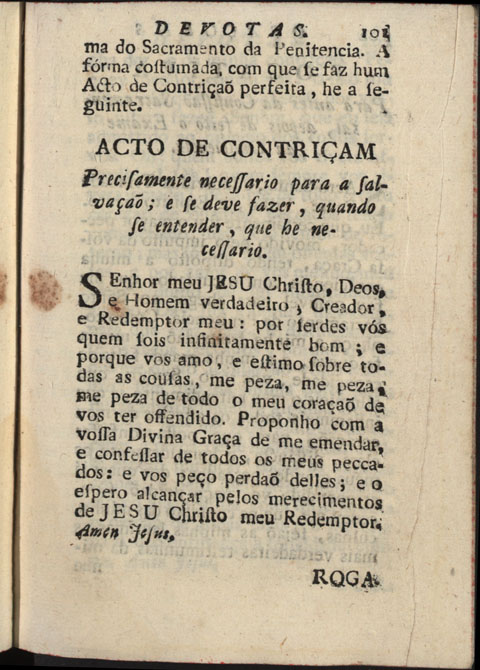 DEVOTAS. 101
ma do Sacramento da Penitencia. A
fórma coſtumada, com que ſe faz hum
Acto de Contriçaõ perfeita, he a ſe-
guinte.
ACTO DE CONTRIÇAM
Preciſamente neceſſario para a ſal-
vaçaõ; e ſe deve fazer, quando
ſe entender, que he ne-
ceſſario.
SEnhor meu JESU Chriſto, Deos,
e Homem verdadeiro, Creador,
e Redemptor meu: por ſerdes vós
quem ſois infinitamente bom; e
porque vos amo, e eſtimo ſobre to-
das as couſas, me peza, me peza,
me peza de todo o meu coraçaõ de
vos ter offendido. Proponho com a
voſſa Divina Graça de me emendar,
e confeſſar de todos os meus pecca-
dos: e vos peço perdaõ delles; e o
eſpero alcançar pelos merecimentos
de JESU Chriſto meu Redemptor.
Amen Jeſus.
ROGA